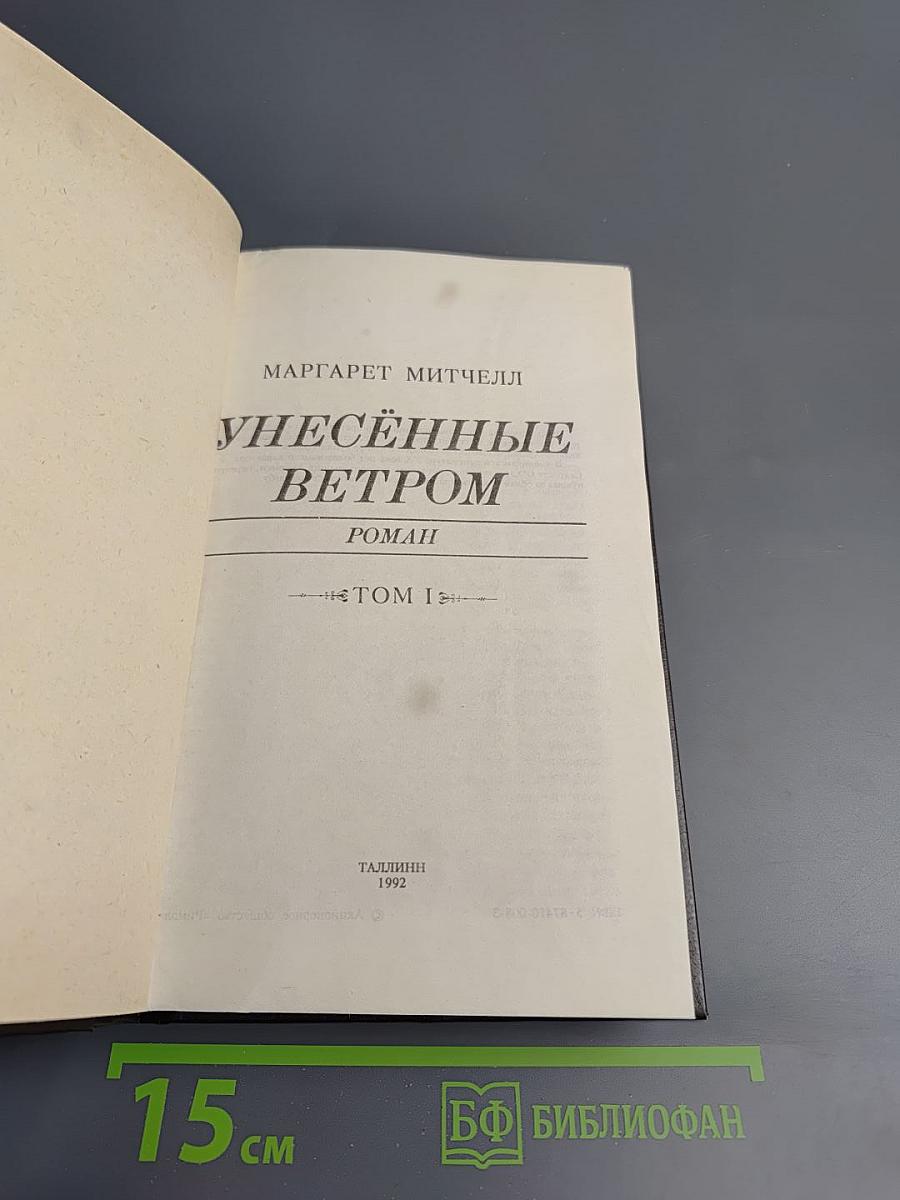 МАРГАРЕТ МИТЧЕЛЛ
УНЕСЁННЫЕ
ВЕТРОМ
РОМАН
ТОМ I
ТАЛЛИНН
1992
15 см
БФ БИБЛИОФАН